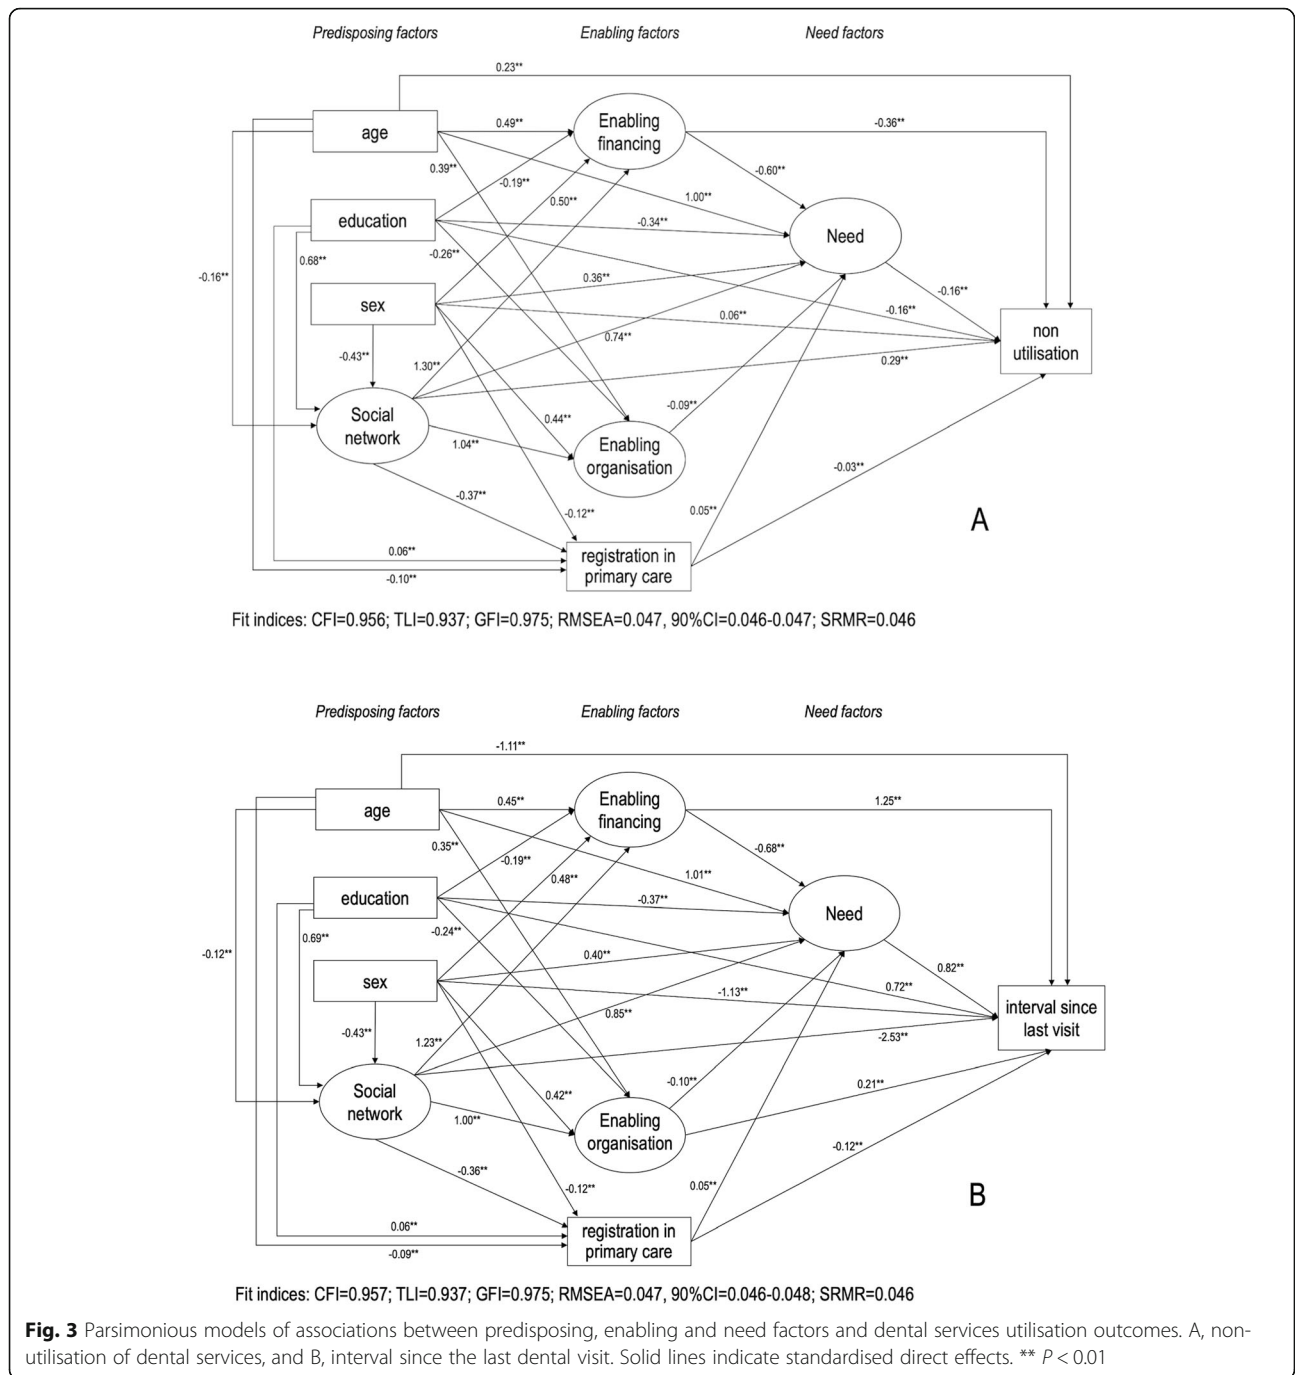 Predisposing factors Enabling factors Need factors
0.23**
age
0.49**
Enabling
financing
-0.36**
0.39**
-0.19**
-0.60**
0.50**
1.00**
education
-0.34**
Need
-0.26**
0.68**
-0.16**
sex
0.36**
-0.16**
0.06**
-0.16**
non
utilisation
-0.43**
0.74**
1.30**
0.29**
Social
network
-0.09**
0.44**
1.04**
Enabling
organisation
-0.03**
-0.37**
-0.12**
0.05**
A
0.06**
registration in
primary care
-0.10**
Fit indices: CFI=0.956; TLI=0.937; GFI=0.975; RMSEA=0.047, 90%CI=0.046-0.047; SRMR=0.046
Predisposing factors Enabling factors Need factors
-1.11**
age
0.45**
Enabling
financing
1.25**
0.35**
-0.19**
-0.68**
0.48**
1.01**
education
-0.37**
Need
-0.24**
0.69**
-0.12**
sex
0.40**
0.82**
0.72**
-1.13**
interval since
last visit
-0.43**
0.85**
1.23**
-2.53**
Social
network
-0.10**
0.21**
0.42**
1.00**
Enabling
organisation
-0.12**
-0.36**
-0.12**
0.05**
B
0.06**
registration in
primary care
-0.09**
Fit indices: CFI=0.957; TLI=0.937; GFI=0.975; RMSEA=0.047, 90%CI=0.046-0.048; SRMR=0.046
Fig. 3 Parsimonious models of associations between predisposing, enabling and need factors and dental services utilisation outcomes. A, non-
utilisation of dental services, and B, interval since the last dental visit. Solid lines indicate standardised direct effects. ** P < 0.01